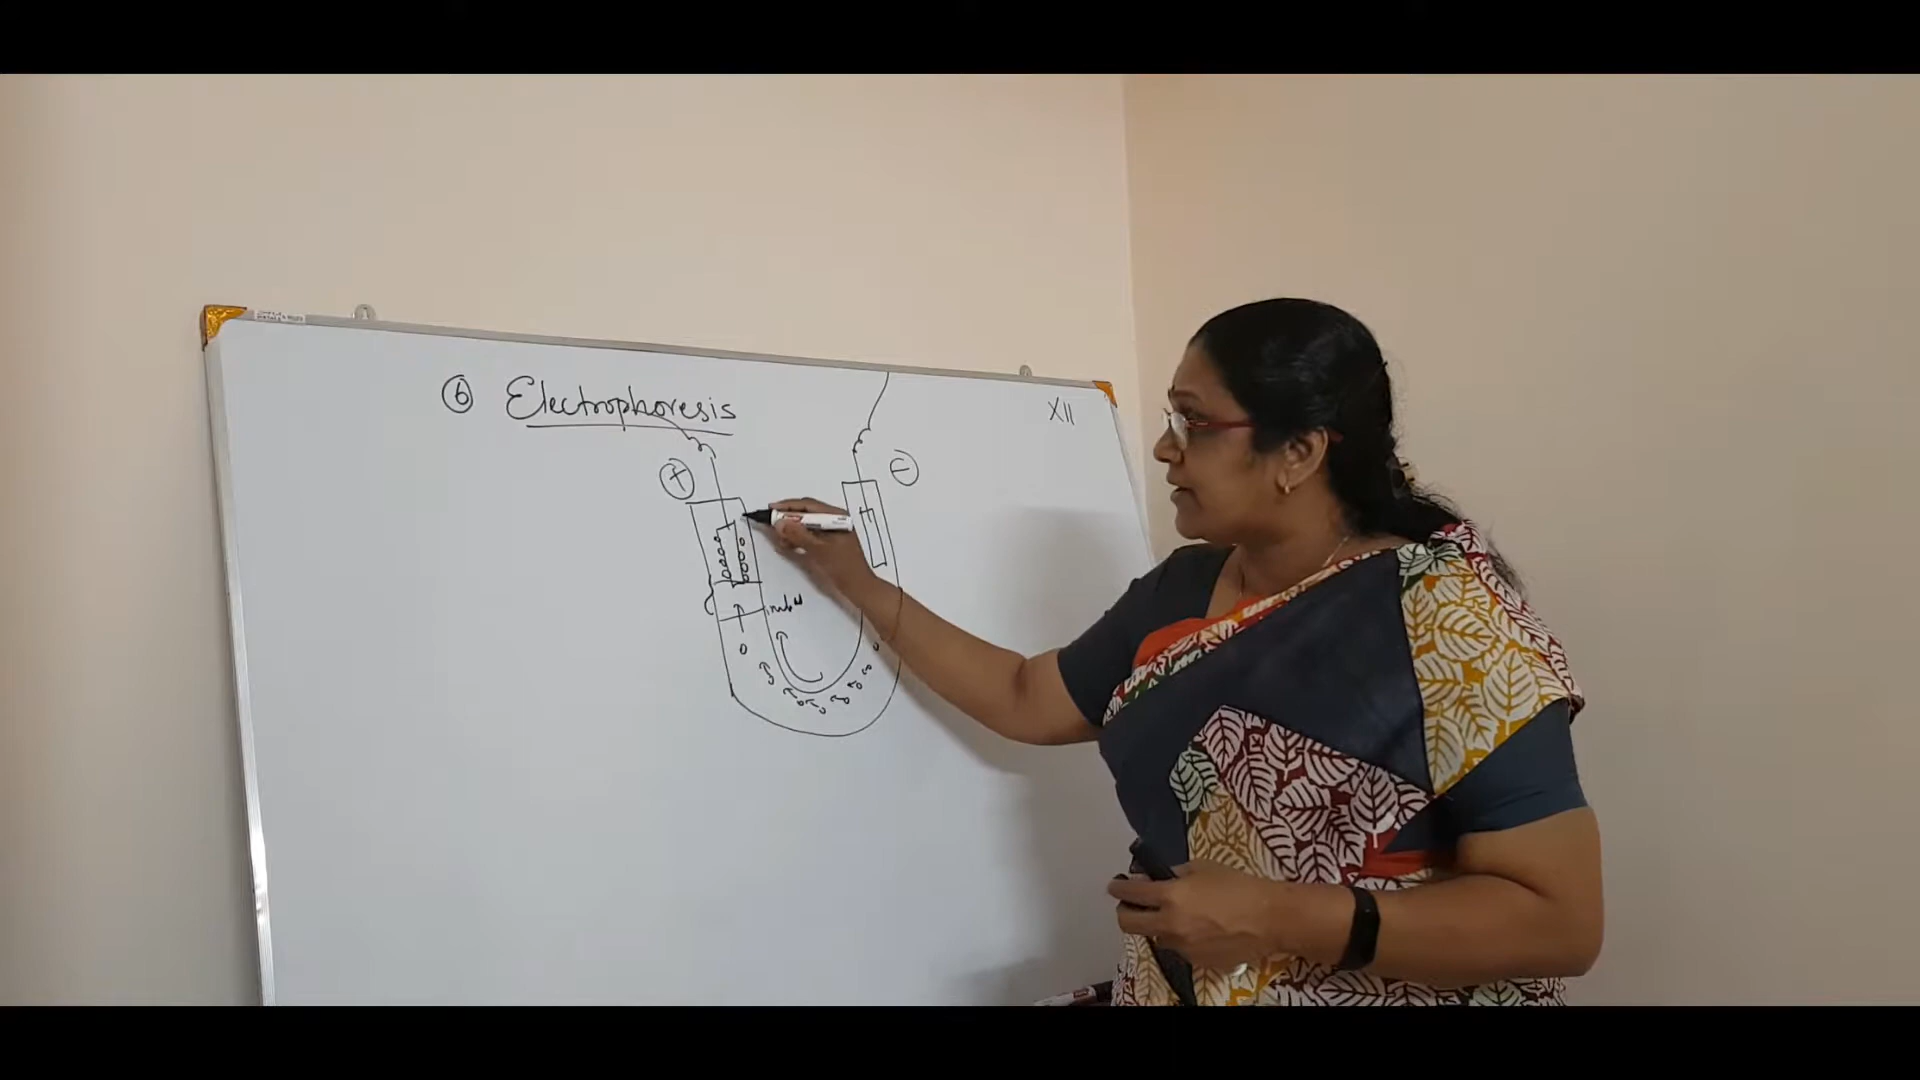 ⑥ Electrophoresis
XII
+
-